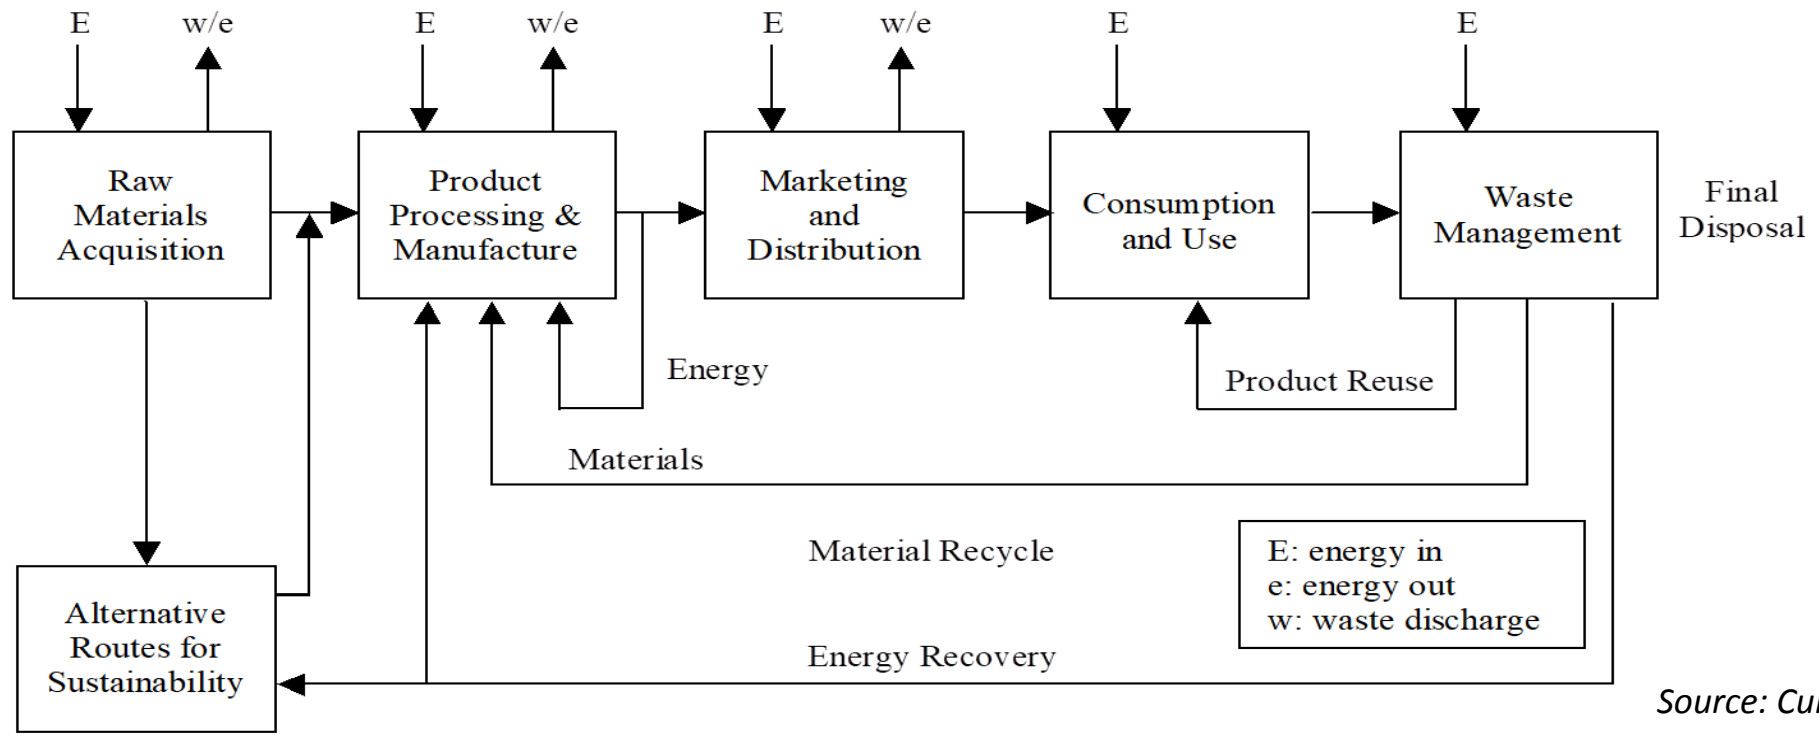 E w/e E w/e E w/e E E
Raw
Materials
Acquisition
Product
Processing &
Manufacture
Marketing
and
Distribution
Consumption
and Use
Waste
Management
Final
Disposal
Energy
Product Reuse
Materials
Material Recycle
E: energy in
e: energy out
w: waste discharge
Alternative
Routes for
Sustainability
Energy Recovery
Source: